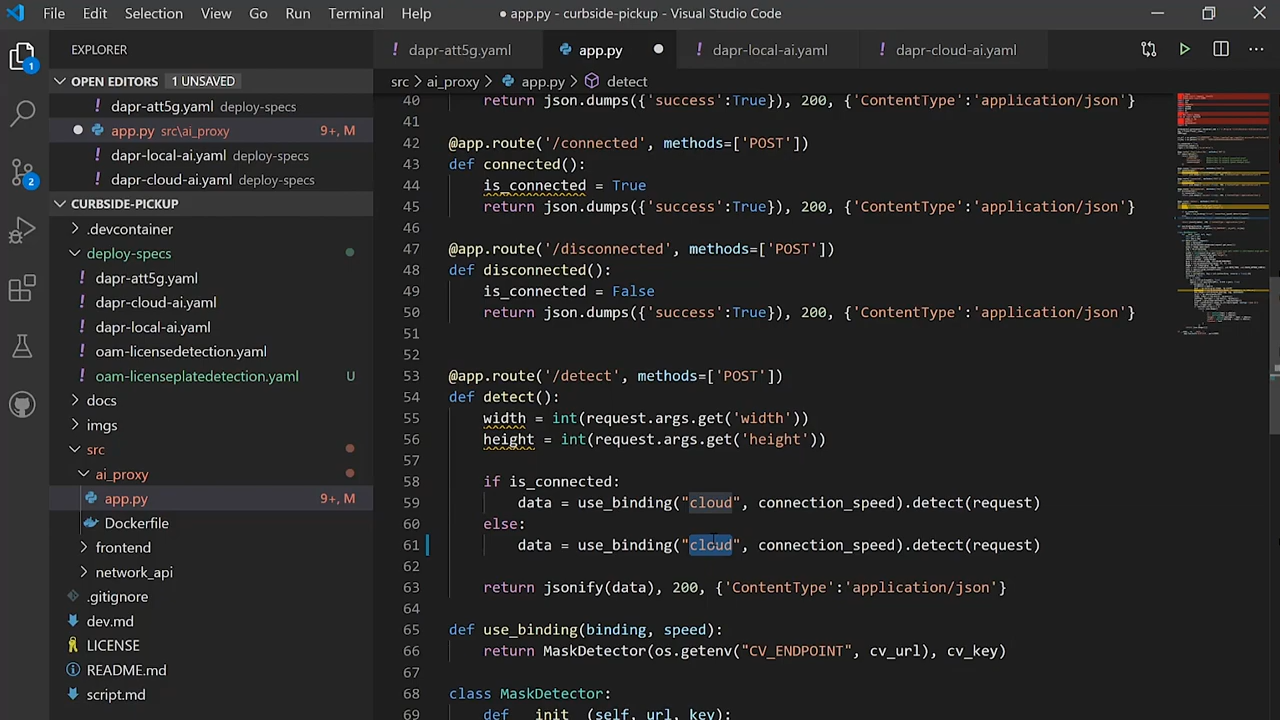 File Edit Selection View Go Run Terminal Help
● app.py - curbside-pickup - Visual Studio Code
EXPLORER
OPEN EDITORS 1 UNSAVED
! dapr-att5g.yaml deploy-specs
app.py src\ai_proxy 9+, M
! dapr-local-ai.yaml deploy-specs
! dapr-cloud-ai.yaml deploy-specs
CURBSIDE-PICKUP
.devcontainer
deploy-specs
! dapr-att5g.yaml
! dapr-cloud-ai.yaml
! dapr-local-ai.yaml
! oam-licensedetection.yaml
! oam-licenseplatedetection.yaml U
docs
imgs
src
ai_proxy
app.py 9+, M
Dockerfile
frontend
network_api
.gitignore
dev.md
LICENSE
README.md
script.md
1
2
! dapr-att5g.yaml
app.py
! dapr-local-ai.yaml
! dapr-cloud-ai.yaml
src > ai_proxy > app.py > detect
40 return json.dumps({'success':True}), 200, {'ContentType':'application/json'}
41
42 @app.route('/connected', methods=['POST'])
43 def connected():
44 is_connected = True
45 return json.dumps({'success':True}), 200, {'ContentType':'application/json'}
46
47 @app.route('/disconnected', methods=['POST'])
48 def disconnected():
49 is_connected = False
50 return json.dumps({'success':True}), 200, {'ContentType':'application/json'}
51
52
53 @app.route('/detect', methods=['POST'])
54 def detect():
55 width = int(request.args.get('width'))
56 height = int(request.args.get('height'))
57
58 if is_connected:
59 data = use_binding("cloud", connection_speed).detect(request)
60 else:
61 data = use_binding("cloud", connection_speed).detect(request)
62
63 return jsonify(data), 200, {'ContentType':'application/json'}
64
65 def use_binding(binding, speed):
66 return MaskDetector(os.getenv("CV_ENDPOINT", cv_url), cv_key)
67
68 class MaskDetector:
69 def __init__(self, url, key):